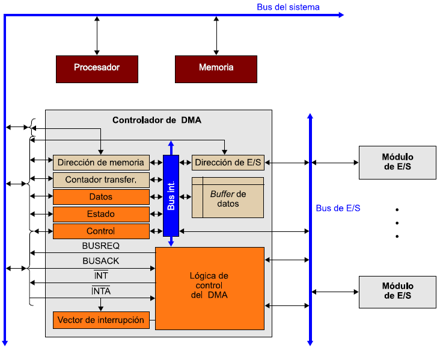 Bus del sistema
Procesador
Memoria
Controlador de DMA
Dirección de memoria
Dirección de E/S
Contador transfer.
Datos
Estado
Control
Bus int.
Buffer de
datos
Módulo
de E/S
Bus de E/S
BUSREQ
BUSACK
INT
INTA
Lógica de
control
del DMA
Vector de interrupción
Módulo
de E/S